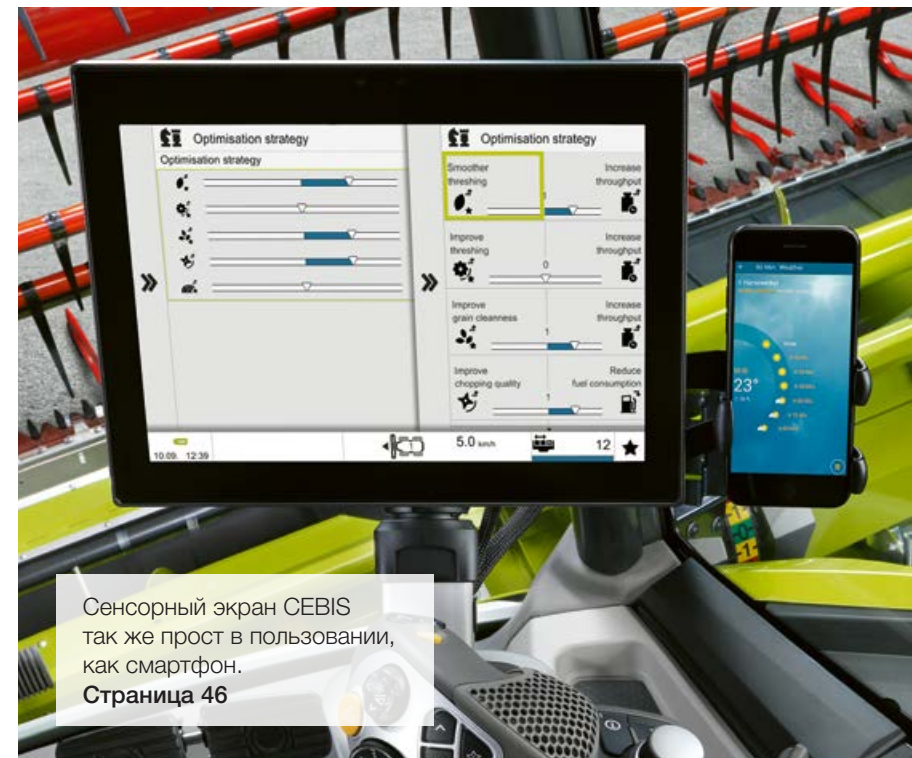 Optimisation strategy
Optimisation strategy
Optimisation strategy
Smoother
threshing
Increase
throughput
1
Improve
threshing
Increase
throughput
0
Improve
grain cleanness
Increase
throughput
1
Improve
chopping quality
Reduce
fuel consumption
1
10.09. 12:39
5.0 km/h
12
Weather
23°
Сенсорный экран CEBIS
так же прост в пользовании,
как смартфон.
Страница 46